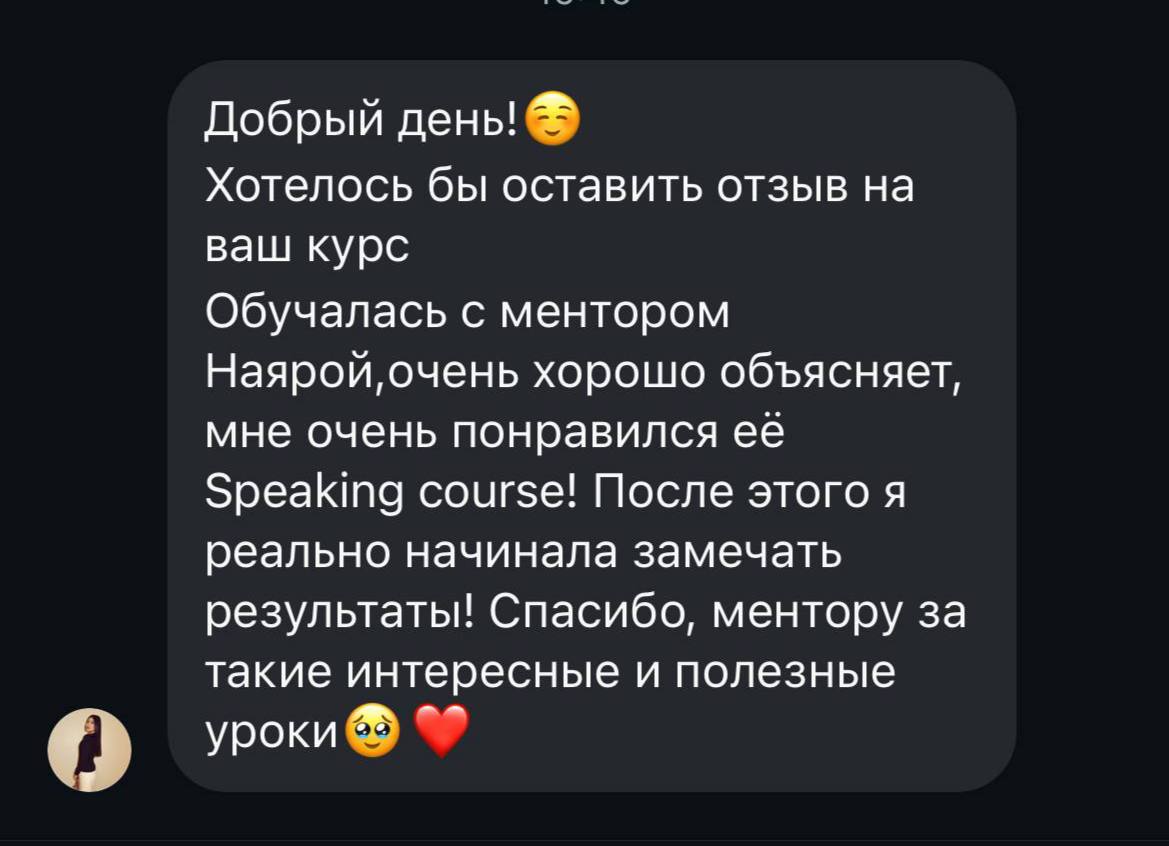 Добрый день!☺️
Хотелось бы оставить отзыв на
ваш курс
Обучалась с ментором
Наярой,очень хорошо объясняет,
мне очень понравился её
Speaking course! После этого я
реально начинала замечать
результаты! Спасибо, ментору за
такие интересные и полезные
уроки🥹❤️